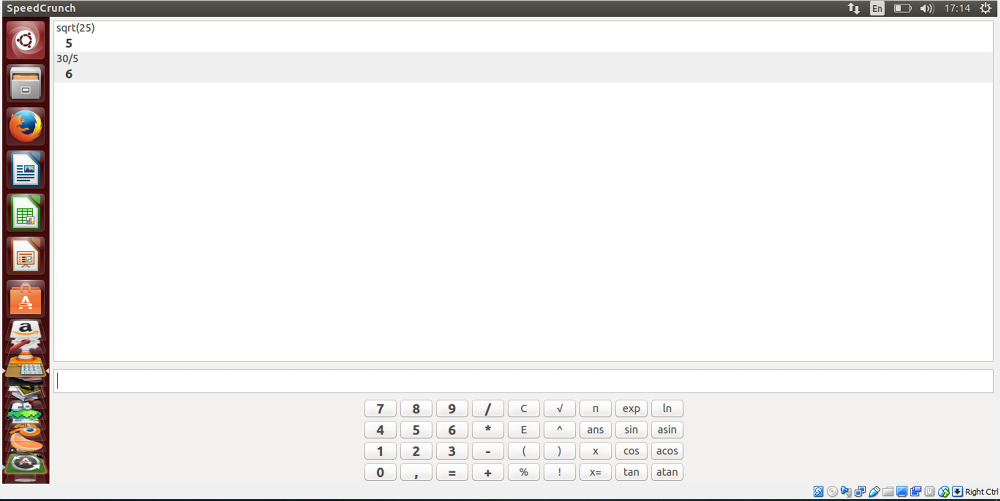 SpeedCrunch
En
17:14
sqrt(25)
5
30/5
6
7 8 9 / C √ π exp ln
4 5 6 * E ^ ans sin asin
1 2 3 - ( ) x cos acos
0 , = + % ! x= tan atan
Right Ctrl